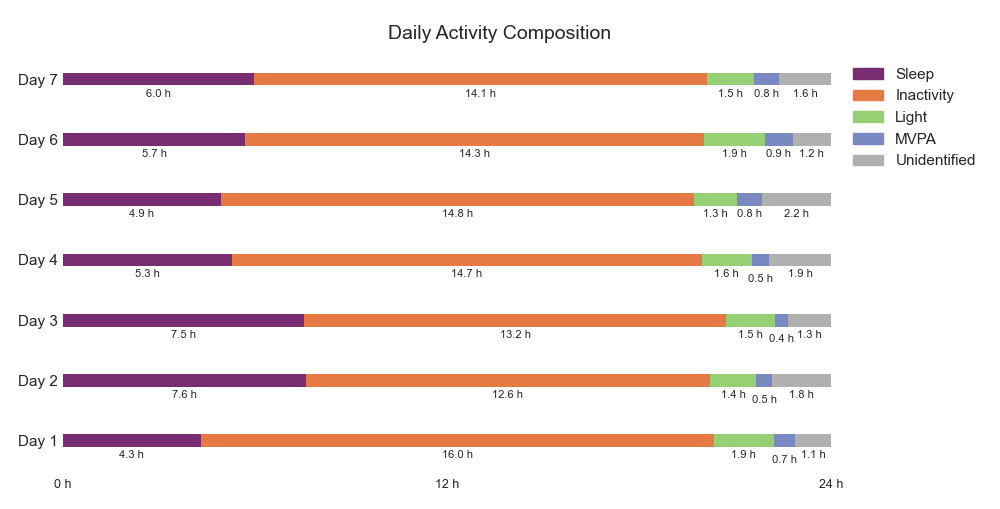 Daily Activity Composition
Day 7
6.0 h 14.1 h 1.5 h 0.8 h 1.6 h
Day 6
5.7 h 14.3 h 1.9 h 0.9 h 1.2 h
Day 5
4.9 h 14.8 h 1.3 h 0.8 h 2.2 h
Day 4
5.3 h 14.7 h 1.6 h 0.5 h 1.9 h
Day 3
7.5 h 13.2 h 1.5 h 0.4 h 1.3 h
Day 2
7.6 h 12.6 h 1.4 h 0.5 h 1.8 h
Day 1
4.3 h 16.0 h 1.9 h 0.7 h 1.1 h
0 h 12 h 24 h
Sleep
Inactivity
Light
MVPA
Unidentified